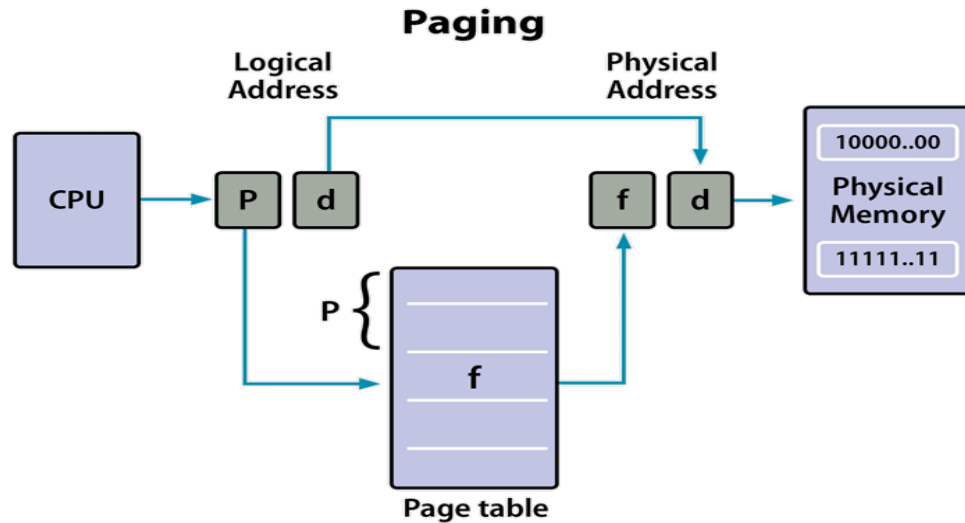 Paging
Logical
Address
Physical
Address
CPU
P
d
f
d
10000..00
Physical
Memory
11111..11
P
{
f
Page table